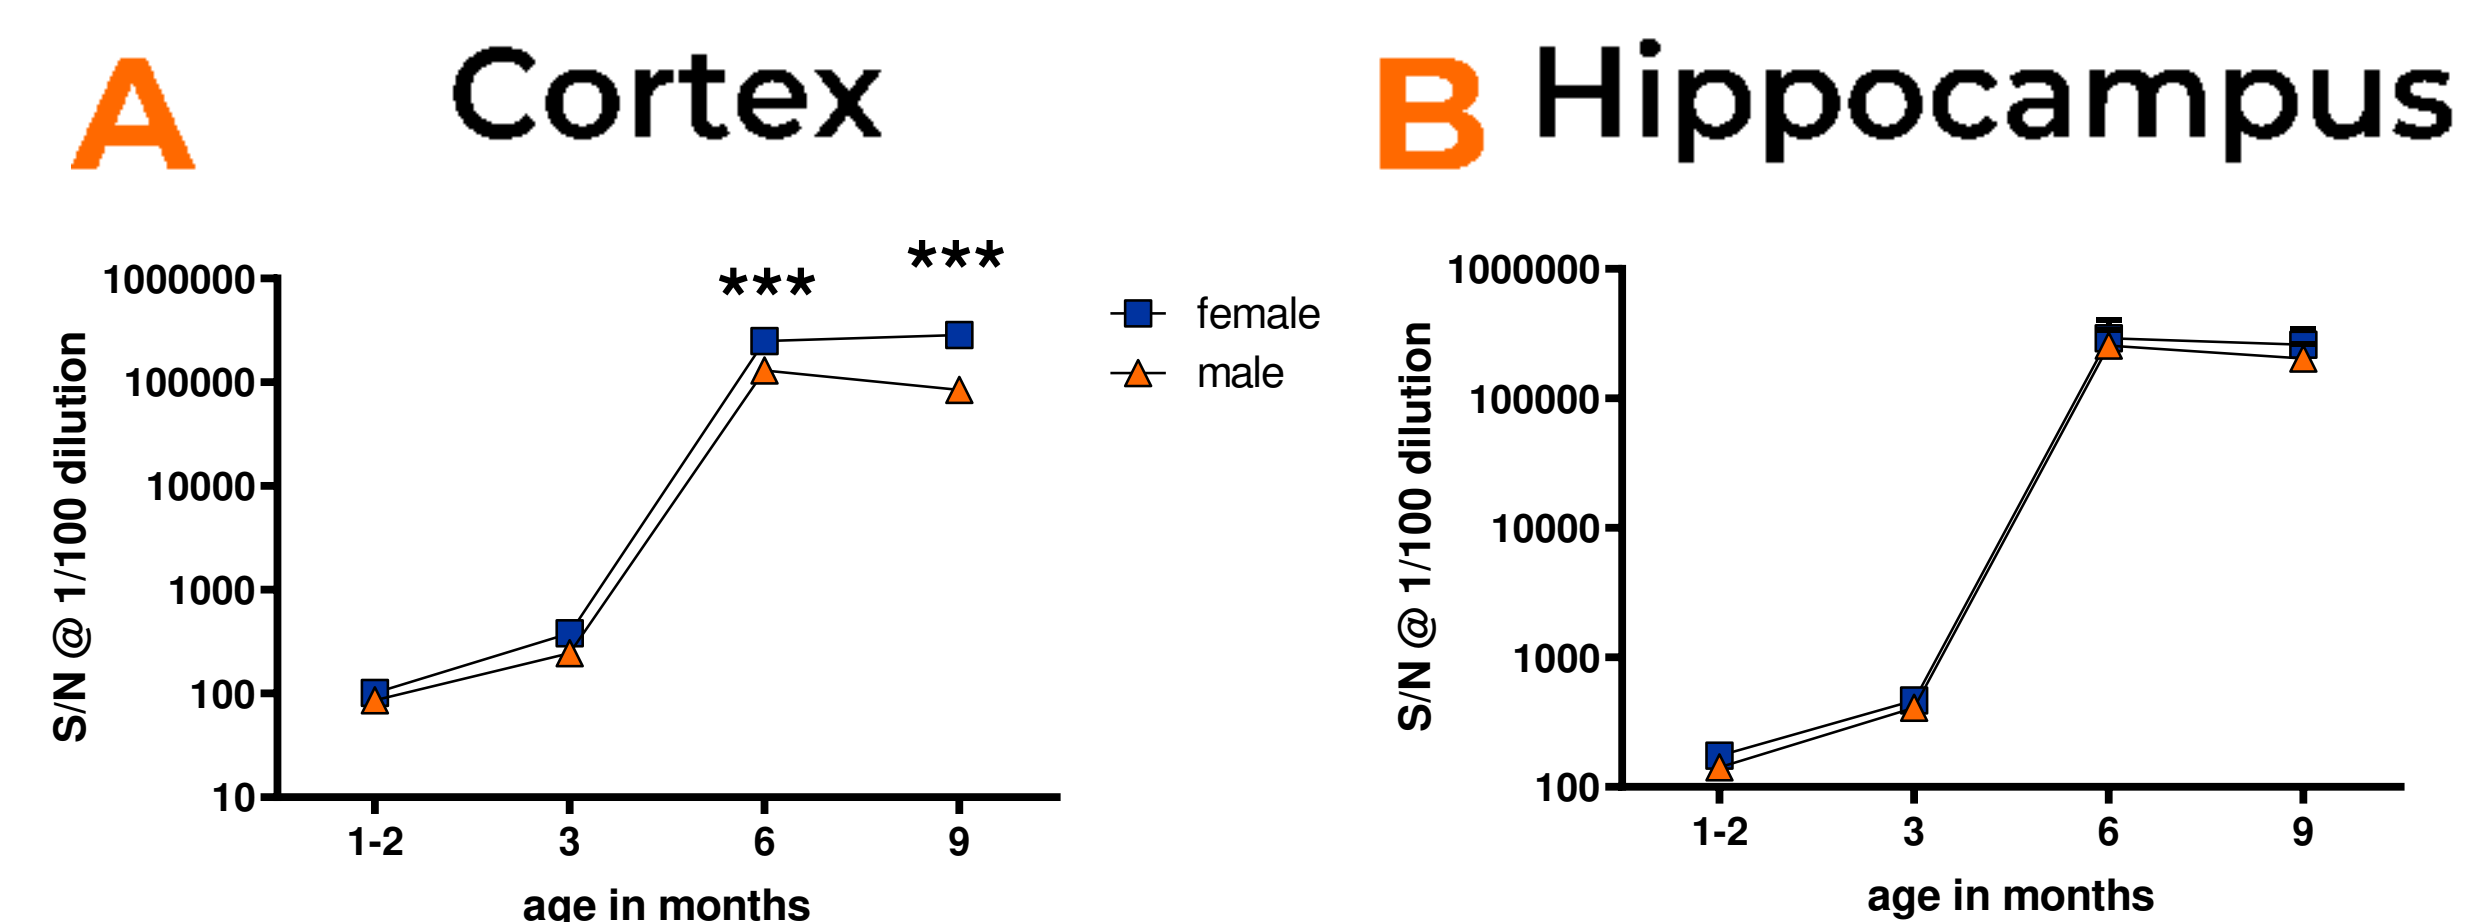 A Cortex
*** ***
1000000
100000
10000
1000
100
10
S/N @ 1/100 dilution
1-2 3 6 9
age in months
female
male
B Hippocampus
1000000
100000
10000
1000
100
S/N @ 1/100 dilution
1-2 3 6 9
age in months